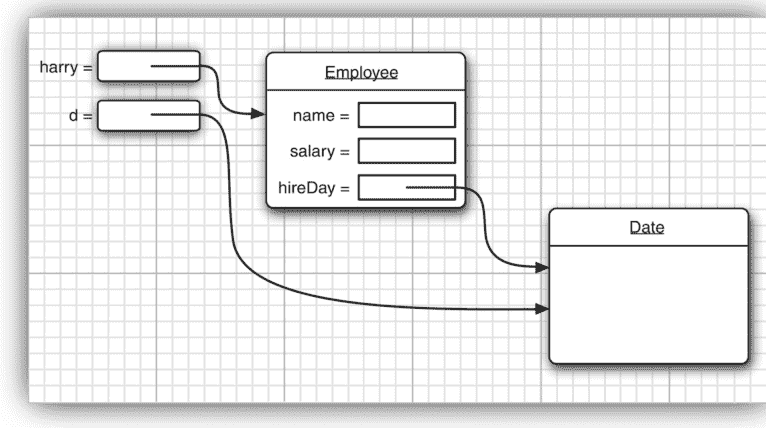 harry =
d =
Employee
name =
salary =
hireDay =
Date